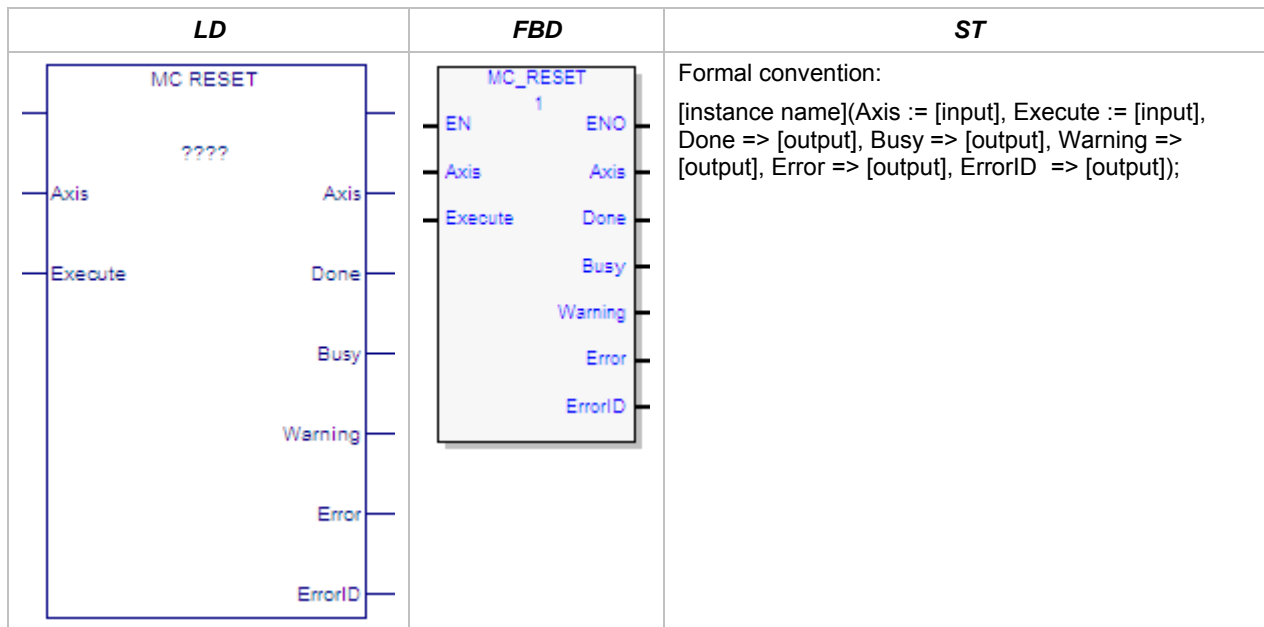 LD
FBD
ST
MC RESET
????
Axis Axis
Execute Done
Busy
Warning
Error
ErrorID
MC_RESET
1
EN ENO
Axis Axis
Execute Done
Busy
Warning
Error
ErrorID
Formal convention:
[instance name](Axis := [input], Execute := [input],
Done => [output], Busy => [output], Warning =>
[output], Error => [output], ErrorID => [output]);